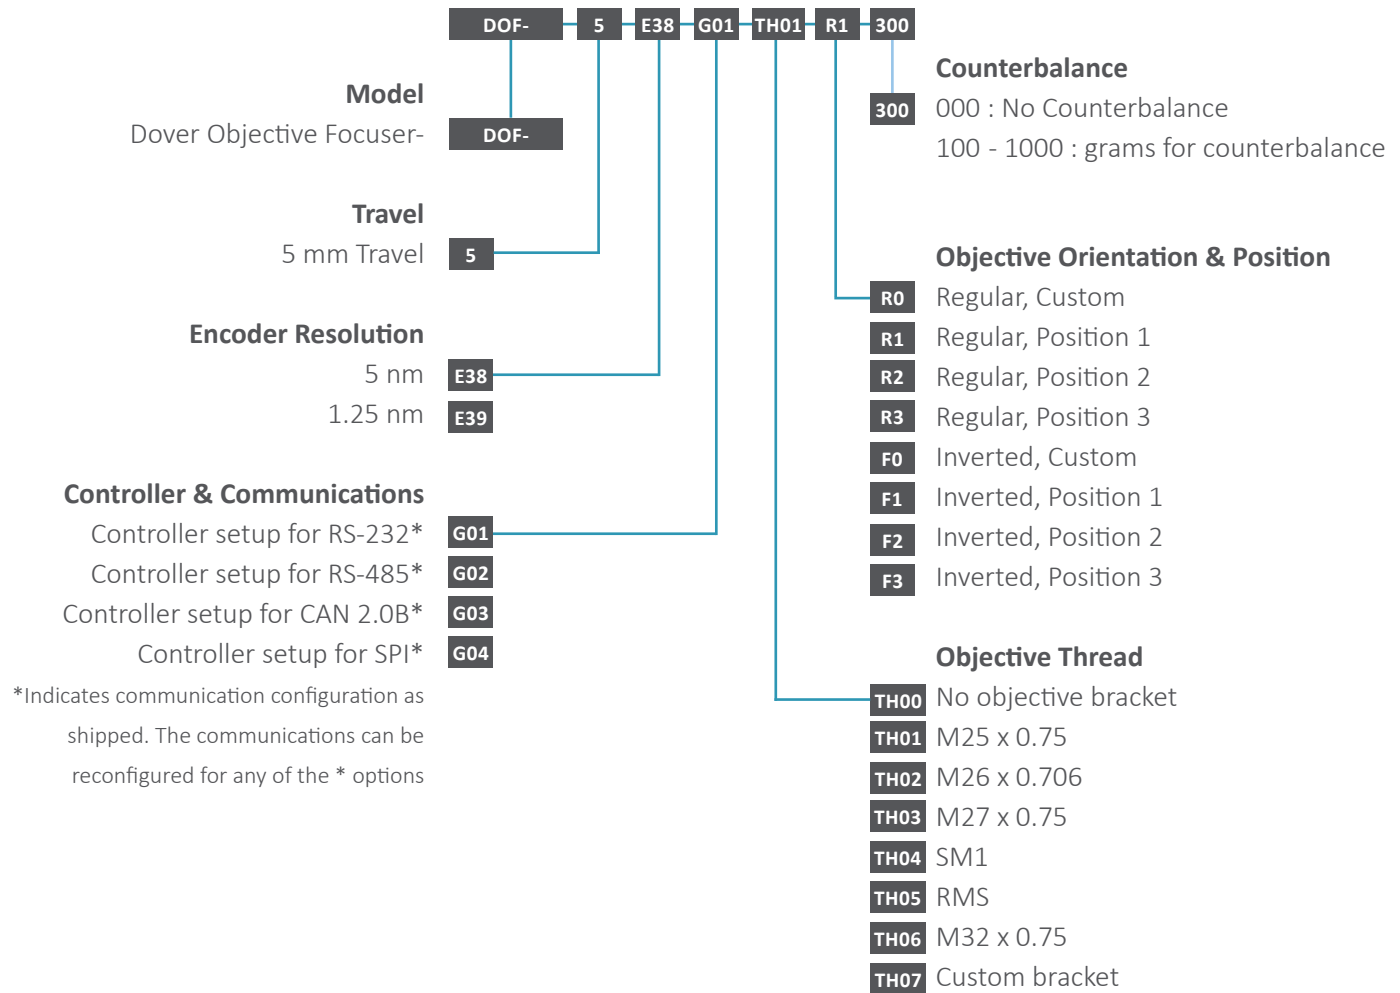 DOF- 5 E38 G01 TH01 R1 300
Model
Dover Objective Focuser- DOF-
Travel
5 mm Travel 5
Encoder Resolution
5 nm E38
1.25 nm E39
Controller & Communications
Controller setup for RS-232* G01
Controller setup for RS-485* G02
Controller setup for CAN 2.0B* G03
Controller setup for SPI* G04
*Indicates communication configuration as
shipped. The communications can be
reconfigured for any of the * options
Counterbalance
300 000 : No Counterbalance
100 - 1000 : grams for counterbalance
Objective Orientation & Position
R0 Regular, Custom
R1 Regular, Position 1
R2 Regular, Position 2
R3 Regular, Position 3
F0 Inverted, Custom
F1 Inverted, Position 1
F2 Inverted, Position 2
F3 Inverted, Position 3
Objective Thread
TH00 No objective bracket
TH01 M25 x 0.75
TH02 M26 x 0.706
TH03 M27 x 0.75
TH04 SM1
TH05 RMS
TH06 M32 x 0.75
TH07 Custom bracket